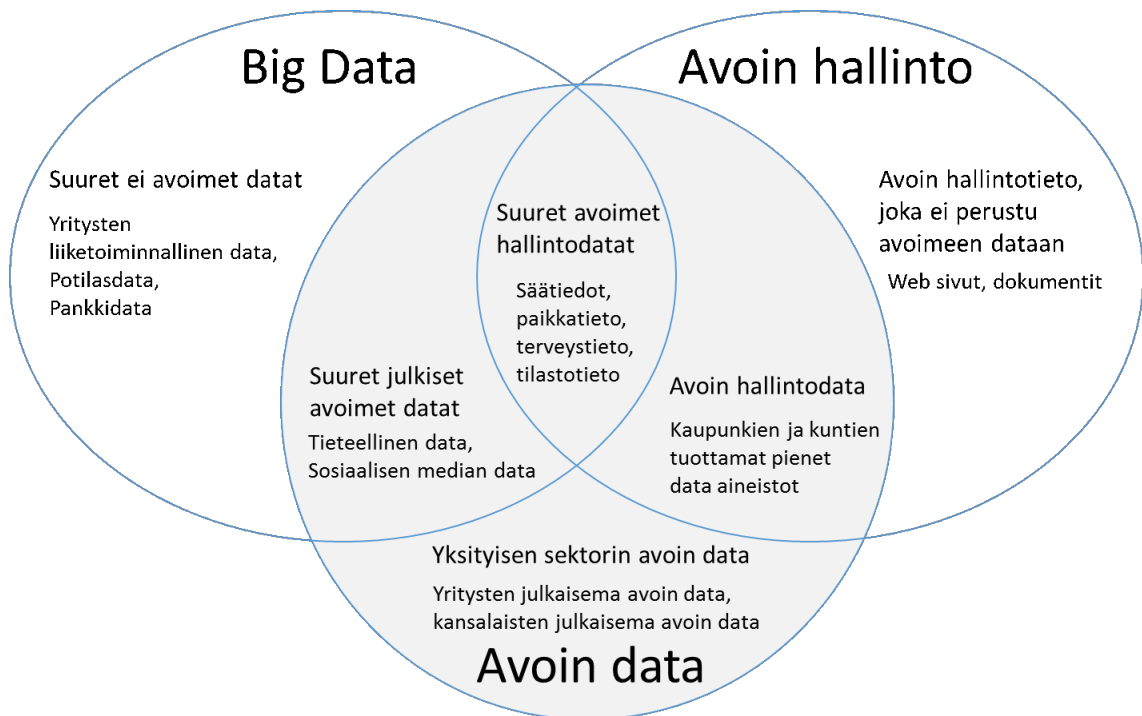 Big Data
Avoin hallinto
Suuret ei avoimet datat
Yritysten
liiketoiminnallinen data,
Potilasdata,
Pankkidata
Suuret avoimet
hallintodatat
Säätiedot,
paikkatieto,
terveystieto,
tilastotieto
Avoin hallintotieto,
joka ei perustu
avoimeen dataan
Web sivut, dokumentit
Suuret julkiset
avoimet datat
Tieteellinen data,
Sosiaalisen median data
Avoin hallintodata
Kaupunkien ja kuntien
tuottamat pienet
data aineistot
Yksityisen sektorin avoin data
Yritysten julkaisema avoin data,
kansalaisten julkaisema avoin data
Avoin data